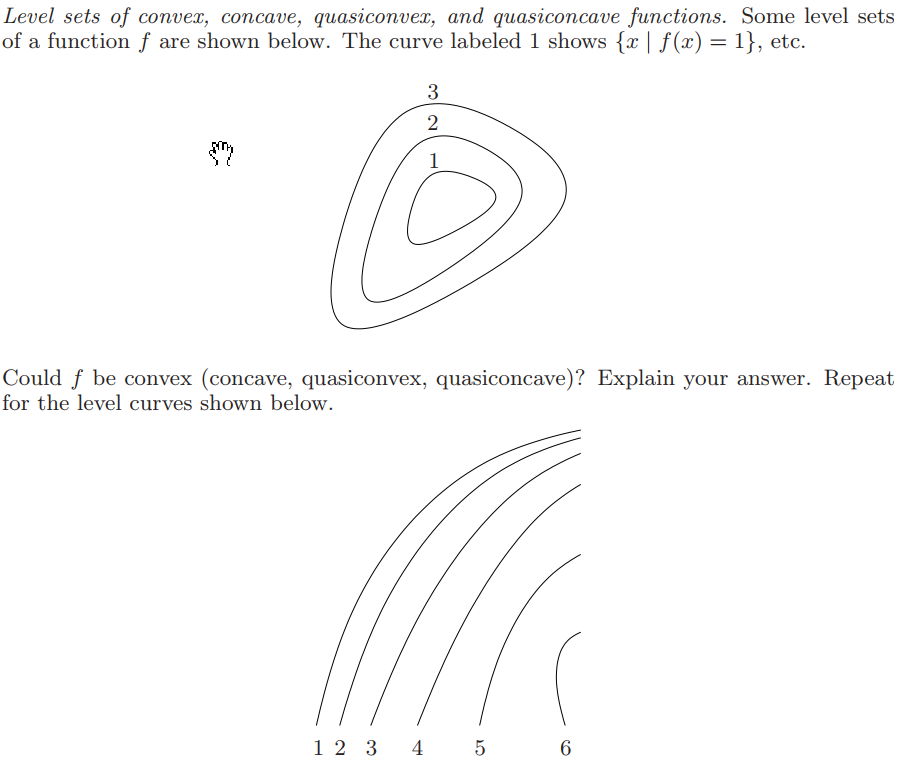 Level sets of convex, concave, quasiconvex, and quasiconcave functions. Some level sets
of a function f are shown below. The curve labeled 1 shows {x | f(x) = 1}, etc.
3
2
1
Could f be convex (concave, quasiconvex, quasiconcave)? Explain your answer. Repeat
for the level curves shown below.
1 2 3 4 5 6